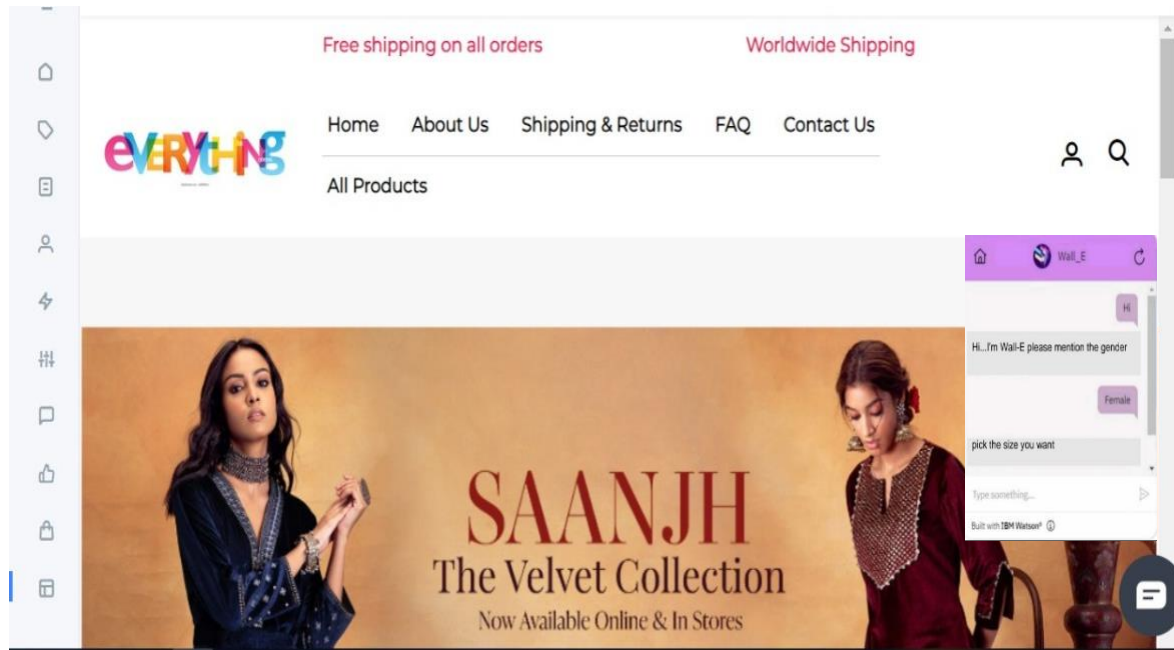 Free shipping on all orders
Worldwide Shipping
eVERYtHiNG
Home About Us Shipping & Returns FAQ Contact Us
All Products
Wall_E
Hi
Hi...I'm Wall-E please mention the gender
Female
pick the size you want
Type something...
Built with IBM Watson®
SAANJH
The Velvet Collection
Now Available Online & In Stores